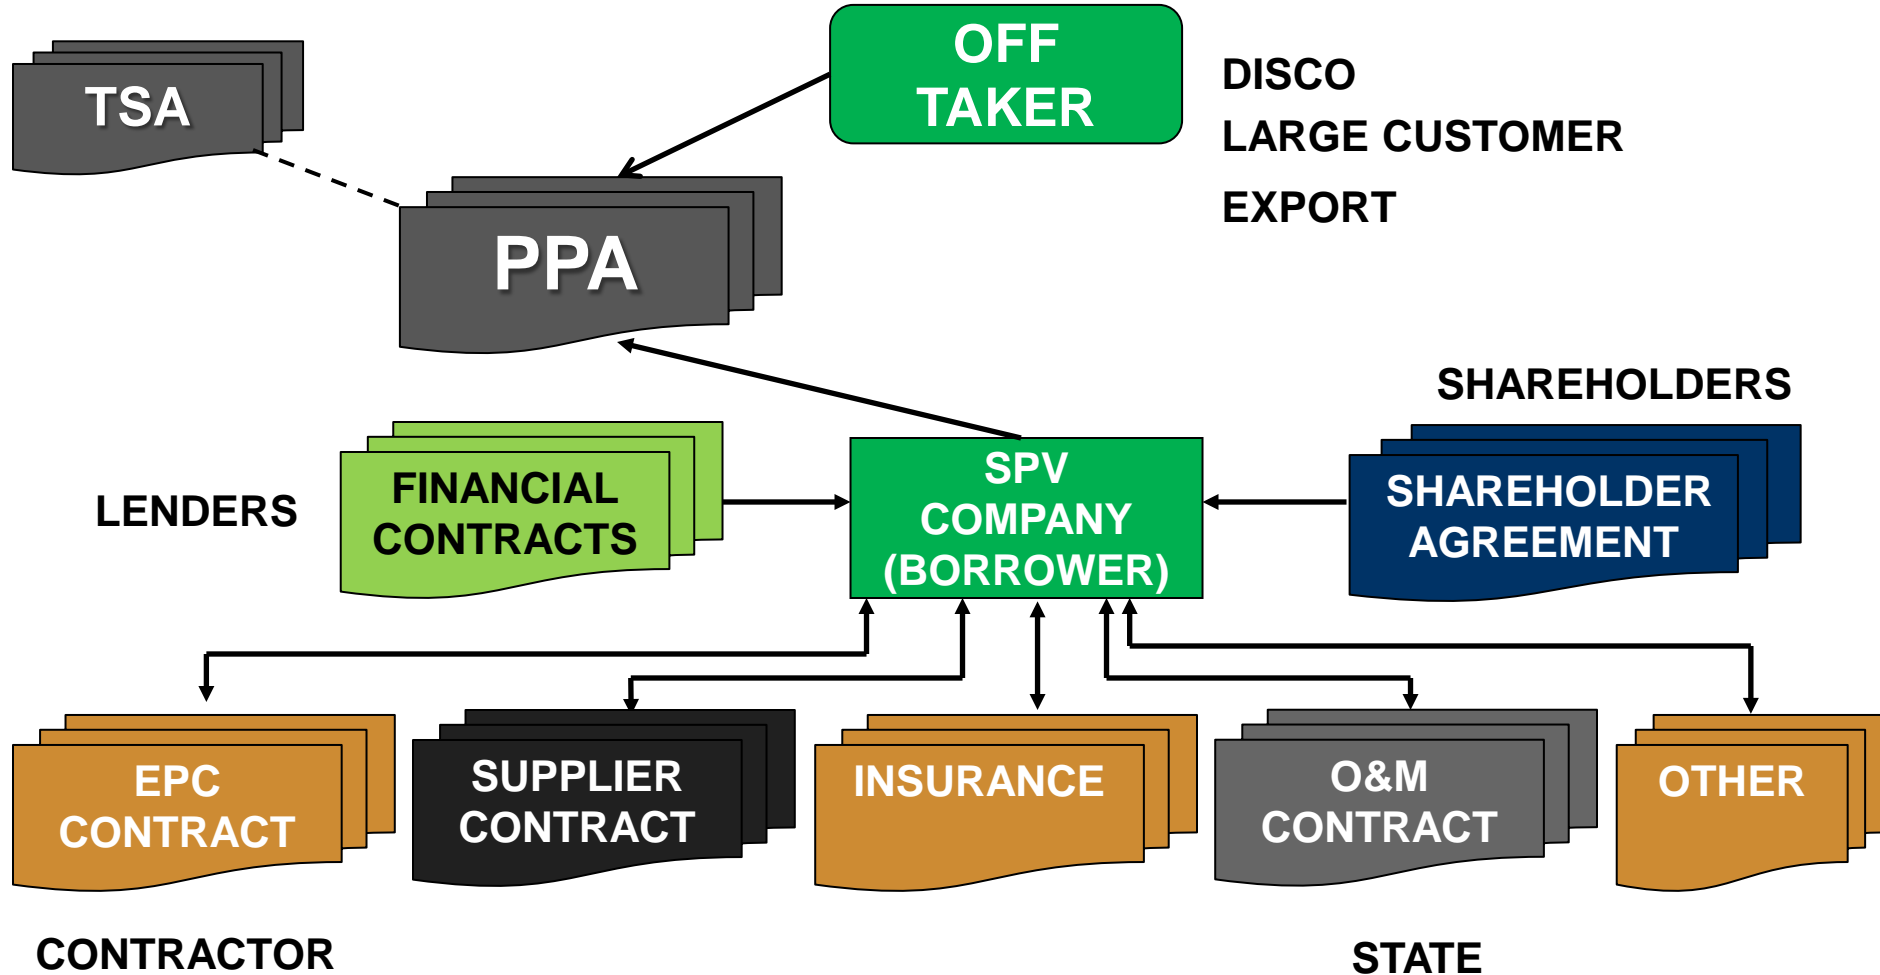 OFF
TAKER
TSA
DISCO
LARGE CUSTOMER
EXPORT
PPA
SHAREHOLDERS
LENDERS
FINANCIAL
CONTRACTS
SPV
COMPANY
(BORROWER)
SHAREHOLDER
AGREEMENT
EPC
CONTRACT
SUPPLIER
CONTRACT
INSURANCE
O&M
CONTRACT
OTHER
CONTRACTOR
STATE